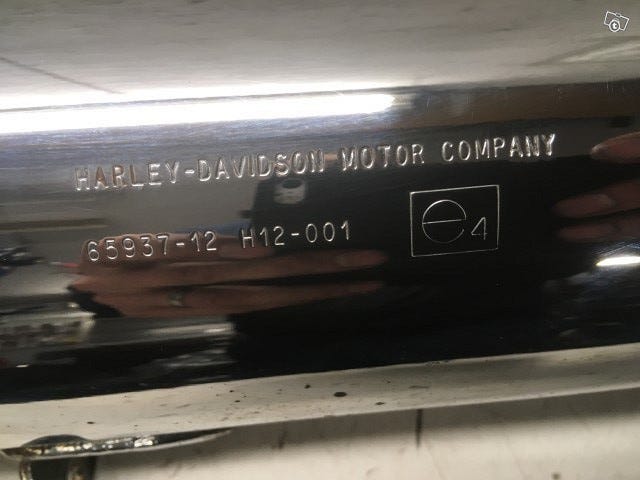 HARLEY-DAVIDSON MOTOR COMPANY
65937-12 H12-001
e4